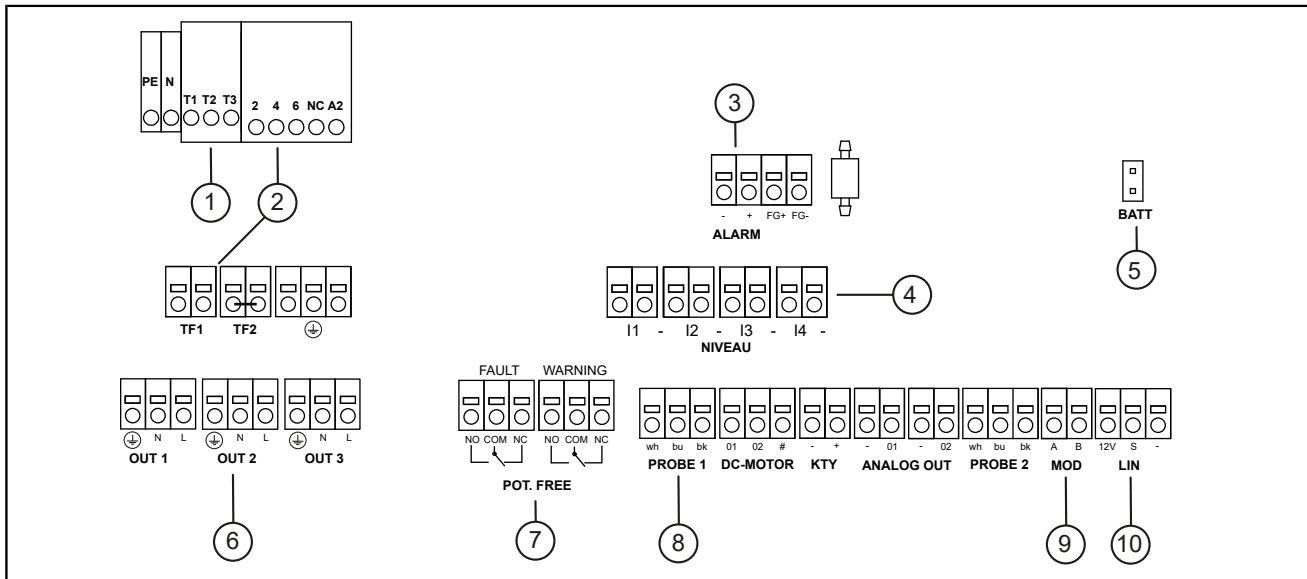 PE N
T1 T2 T3
2 4 6 NC A2
1 2
3
- + FG+ FG-
ALARM
BATT
5
4
TF1 TF2
I1 - I2 - I3 - I4 -
NIVEAU
FAULT WARNING
N L N L N L
OUT 1 OUT 2 OUT 3
NO COM NC NO COM NC
POT. FREE
wh bu bk 01 02 # - + - 01 - 02 wh bu bk A B 12V S -
PROBE 1 DC-MOTOR KTY ANALOG OUT PROBE 2 MOD LIN
6 7 8 9 10